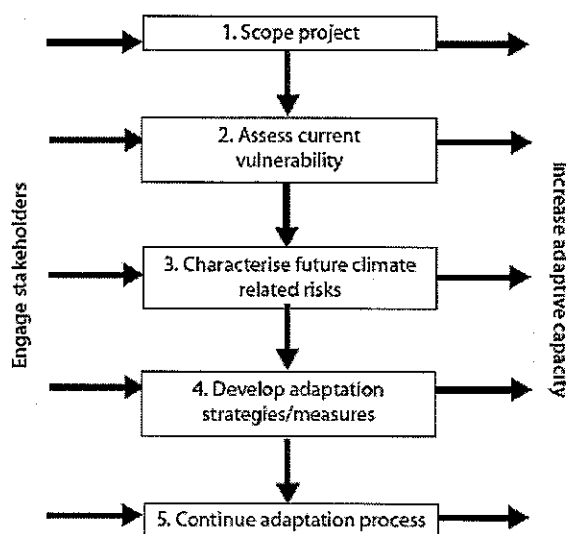 1. Scope project
2. Assess current
vulnerability
3. Characterise future climate
related risks
4. Develop adaptation
strategies/measures
5. Continue adaptation process
Engage stakeholders
Increase adaptive capacity